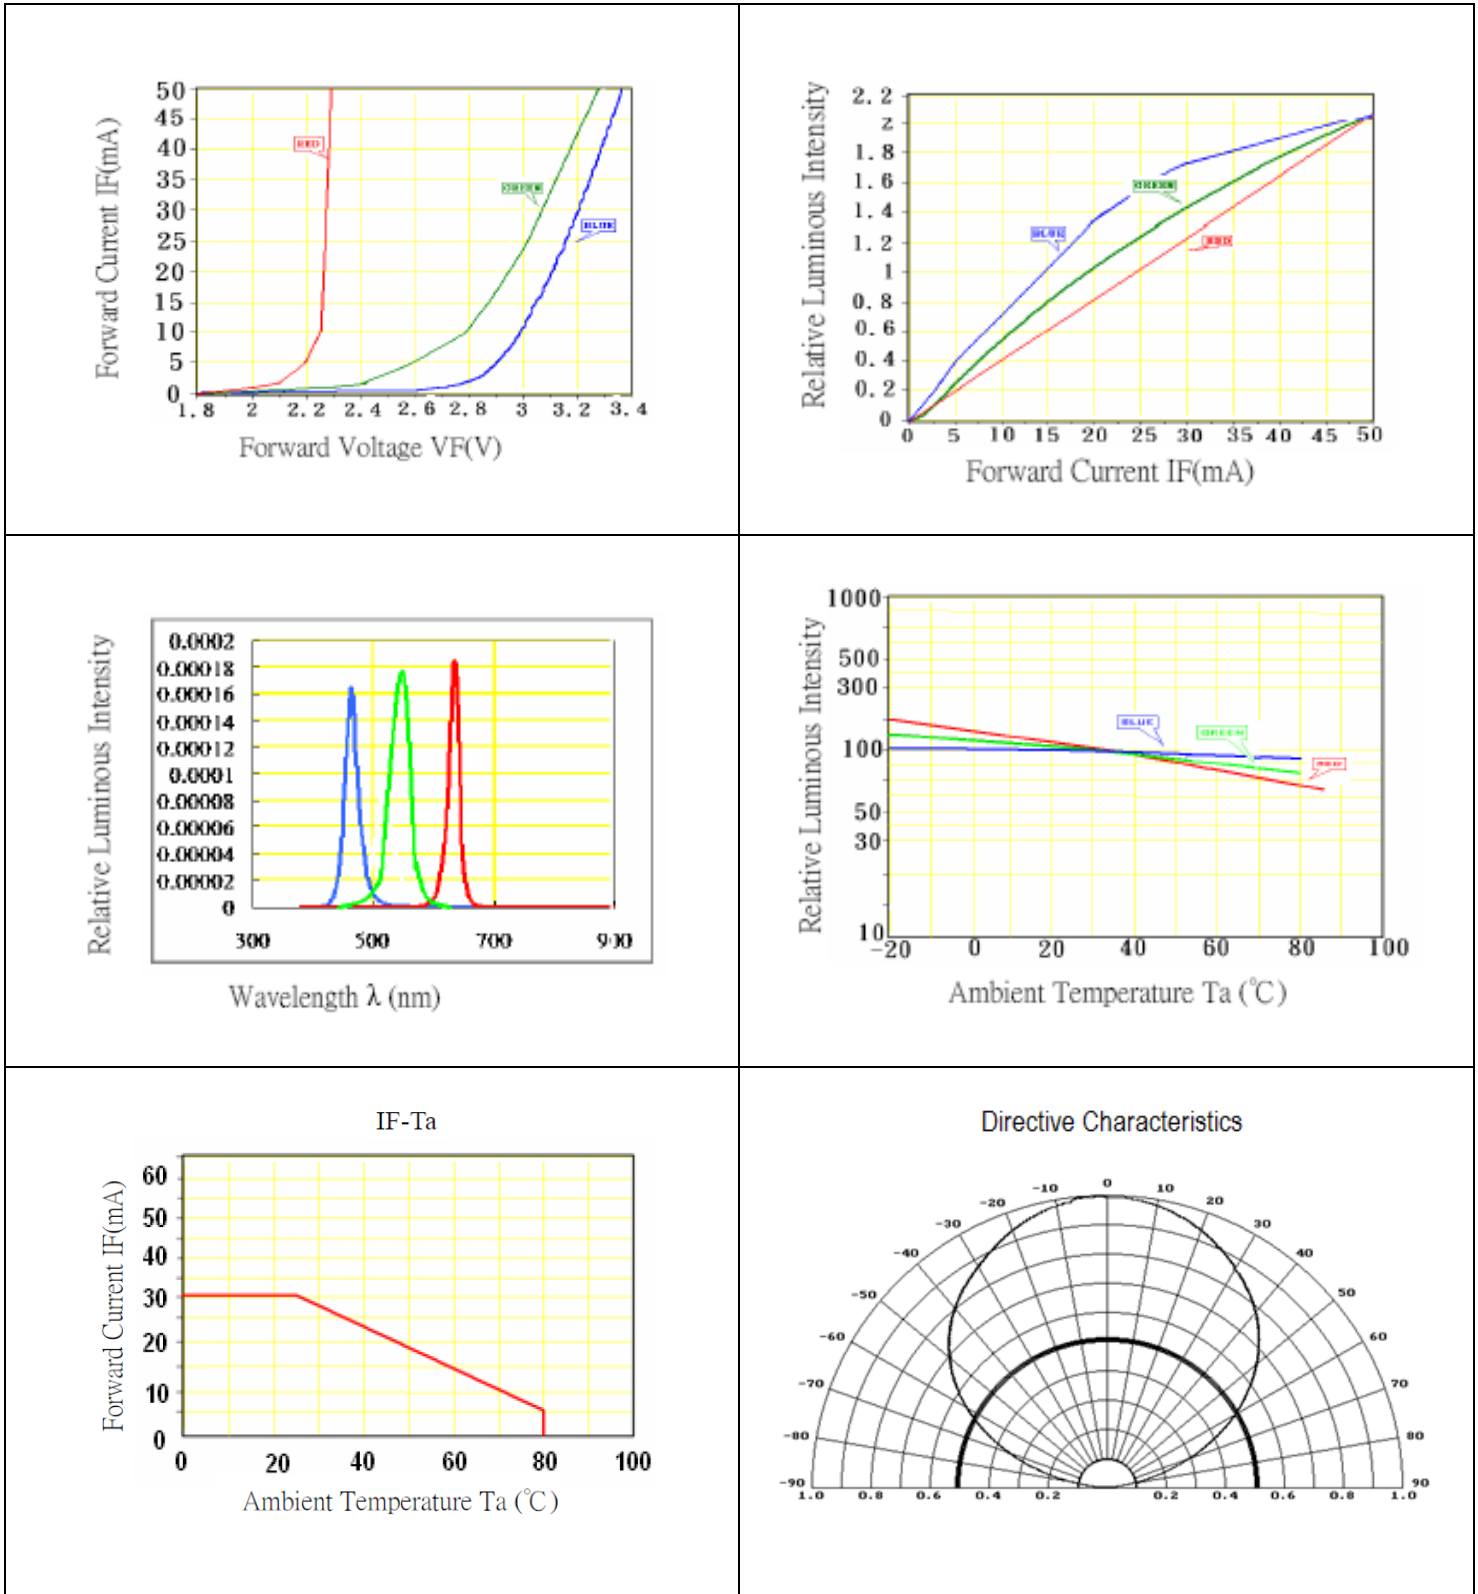 Forward Current IF(mA)
50
45
40
35
30
25
20
15
10
5
0
RED
GREEN
BLUE
1.8 2 2.2 2.4 2.6 2.8 3 3.2 3.4
Forward Voltage VF(V)
Relative Luminous Intensity
2.2
2
1.8
1.6
1.4
1.2
1
0.8
0.6
0.4
0.2
0
BLUE
GREEN
RED
0 5 10 15 20 25 30 35 40 45 50
Forward Current IF(mA)
Relative Luminous Intensity
0.0002
0.00018
0.00016
0.00014
0.00012
0.0001
0.00008
0.00006
0.00004
0.00002
0
300 500 700 900
Wavelength λ (nm)
Relative Luminous Intensity
1000
500
300
100
50
30
10
BLUE
GREEN
RED
-20 0 20 40 60 80 100
Ambient Temperature Ta (℃)
IF-Ta
Forward Current IF(mA)
60
50
40
30
20
10
0
0 20 40 60 80 100
Ambient Temperature Ta (℃)
Directive Characteristics
-90 -80 -70 -60 -50 -40 -30 -20 -10 0 10 20 30 40 50 60 70 80 90
1.0 0.8 0.6 0.4 0.2 0.2 0.4 0.6 0.8 1.0